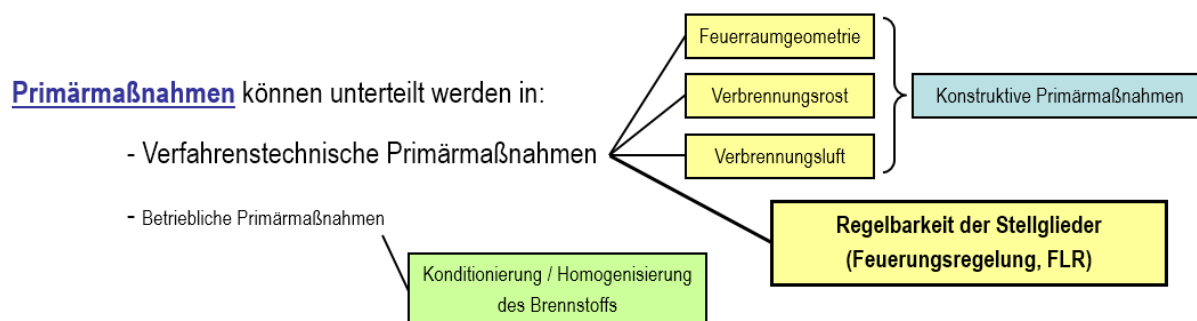 Feuerraumgeometrie
Primärmaßnahmen können unterteilt werden in:
Verbrennungsrost
Konstruktive Primärmaßnahmen
- Verfahrenstechnische Primärmaßnahmen
Verbrennungsluft
- Betriebliche Primärmaßnahmen
Regelbarkeit der Stellglieder
(Feuerungsregelung, FLR)
Konditionierung / Homogenisierung
des Brennstoffs